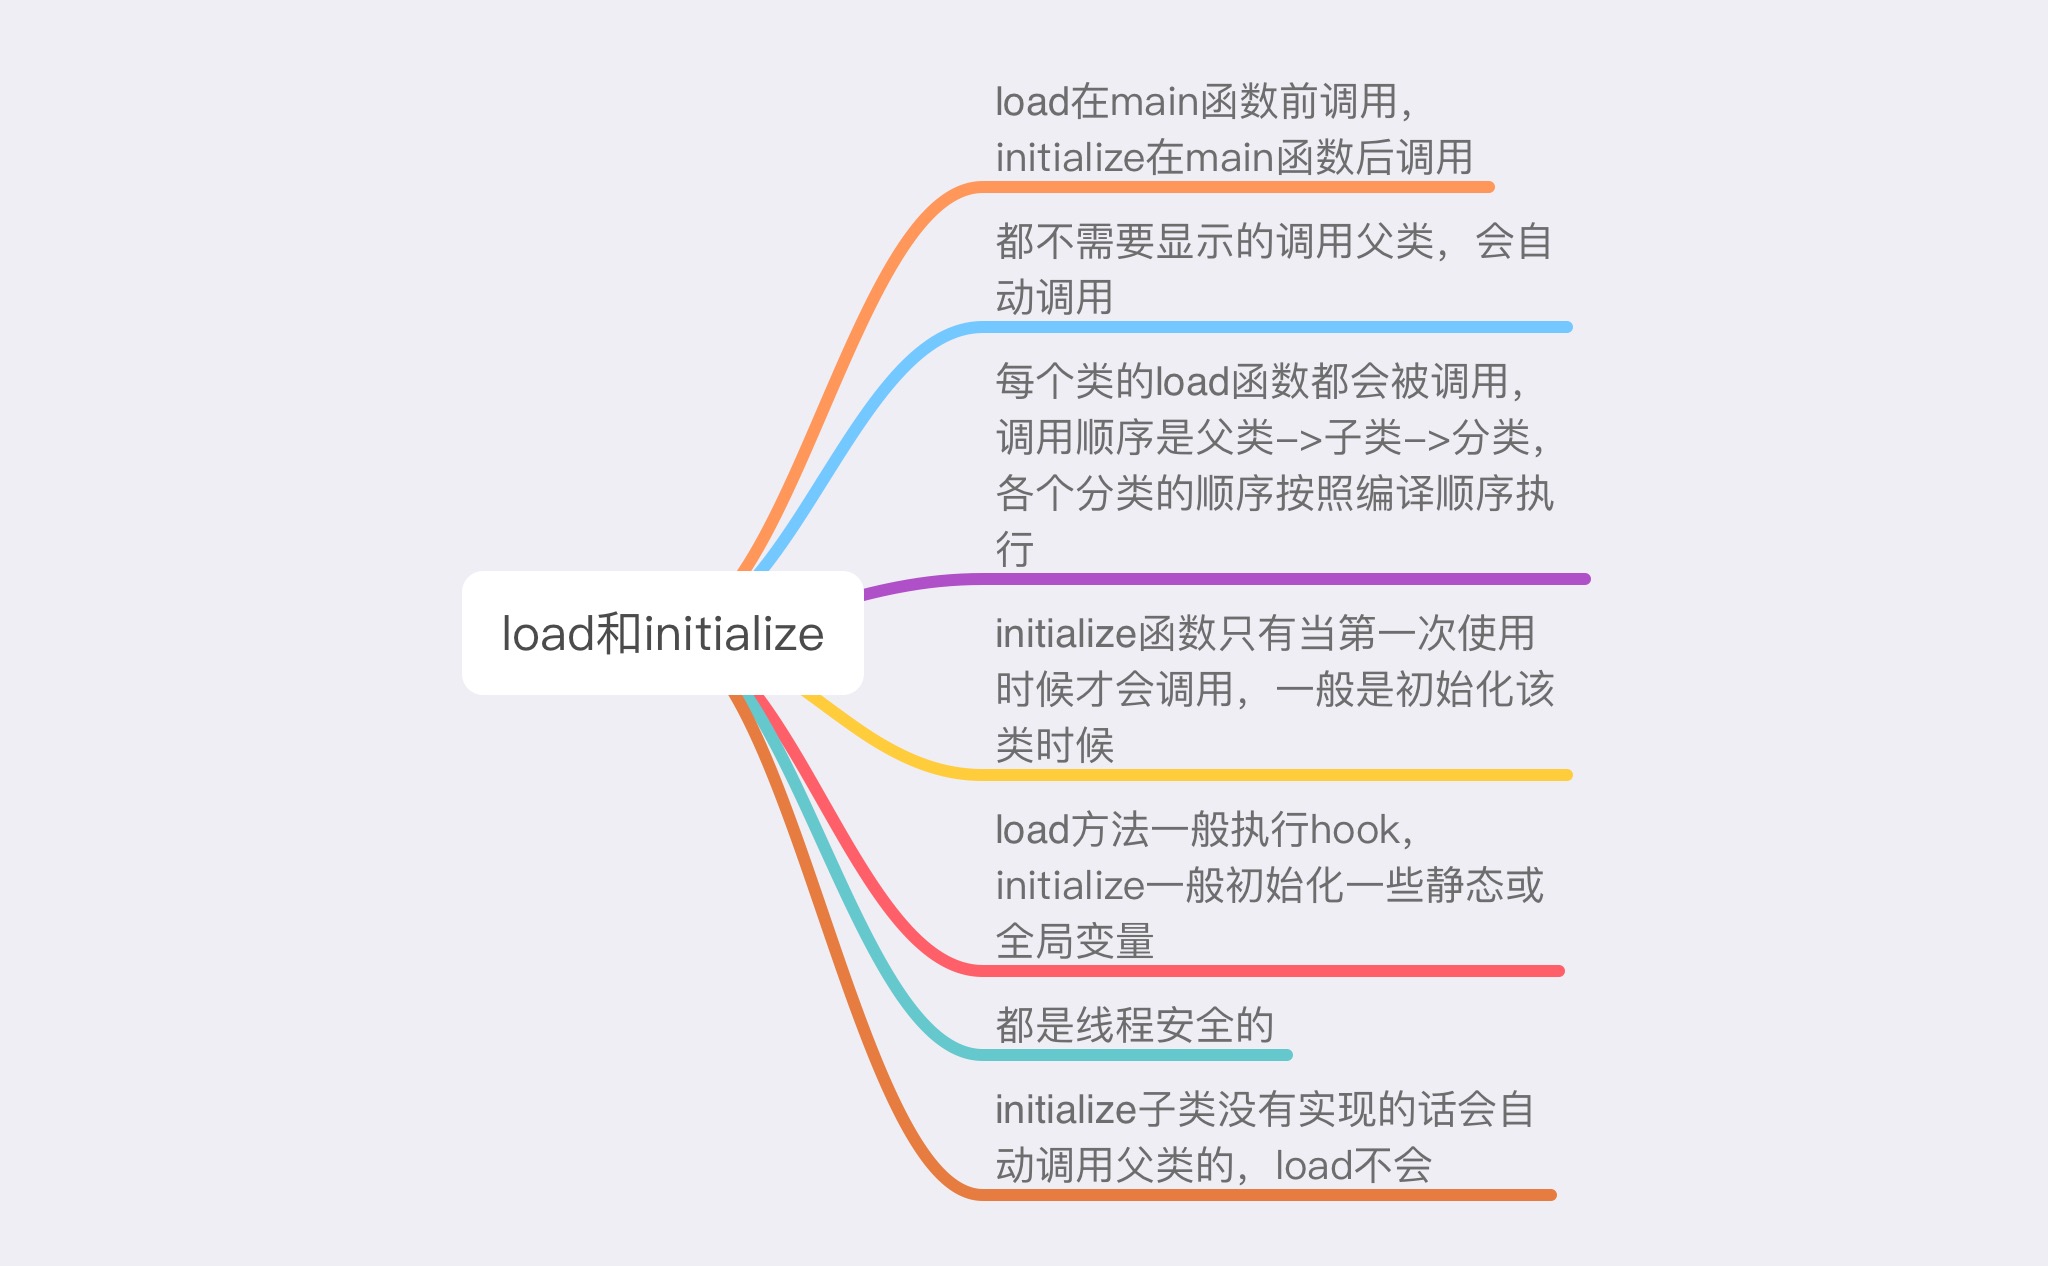 load在main函数前调用，
initialize在main函数后调用
都不需要显示的调用父类，会自
动调用
每个类的load函数都会被调用，
调用顺序是父类–>子类–>分类，
各个分类的顺序按照编译顺序执
行
load和initialize
initialize函数只有当第一次使用
时候才会调用，一般是初始化该
类时候
load方法一般执行hook，
initialize一般初始化一些静态或
全局变量
都是线程安全的
initialize子类没有实现的话会自
动调用父类的，load不会